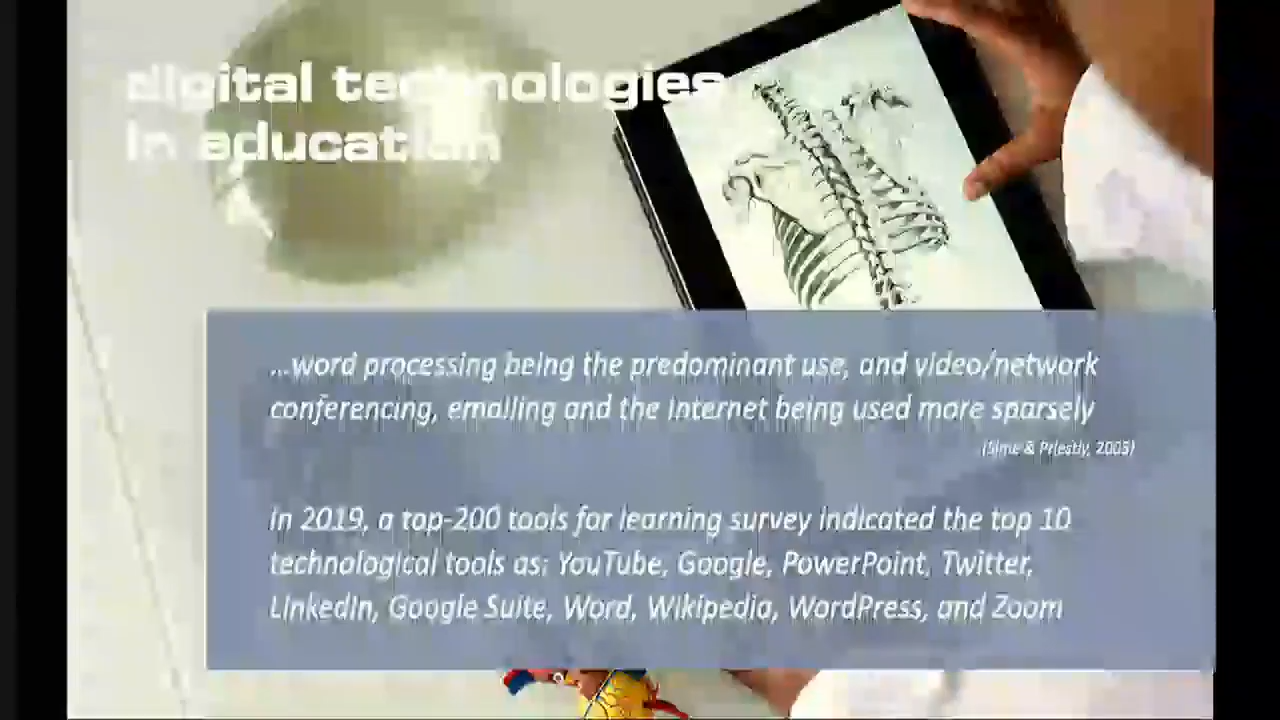 digital technologies
in education
...word processing being the predominant use, and video/network
conferencing, emailing and the Internet being used more sparsely
(Sime & Priestly, 2005)
In 2019, a top-200 tools for learning survey indicated the top 10
technological tools as: YouTube, Google, PowerPoint, Twitter,
LinkedIn, Google Suite, Word, Wikipedia, WordPress, and Zoom